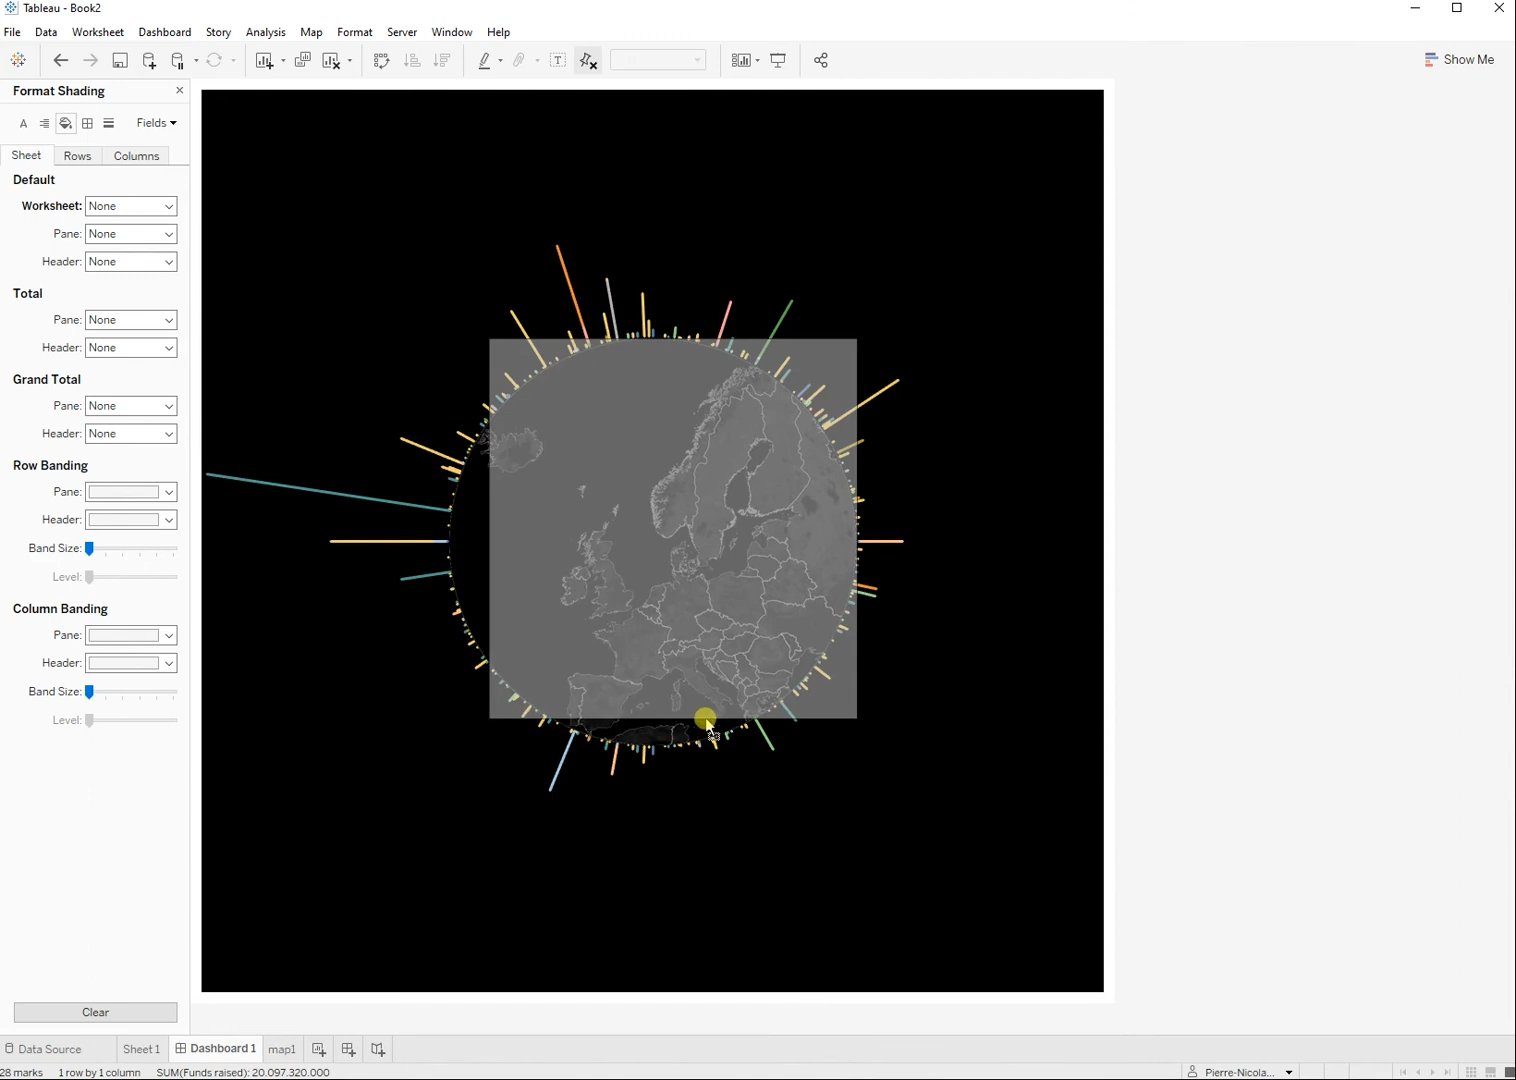 Tableau - Book2
File Data Worksheet Dashboard Story Analysis Map Format Server Window Help
Show Me
Format Shading
A Fields
Sheet Rows Columns
Default
Worksheet: None
Pane: None
Header: None
Total
Pane: None
Header: None
Grand Total
Pane: None
Header: None
Row Banding
Pane:
Header:
Band Size:
Level:
Column Banding
Pane:
Header:
Band Size:
Level:
Clear
Data Source Sheet 1 Dashboard 1 map1
28 marks 1 row by 1 column SUM(Funds raised): 20.097.320.000 Pierre-Nicola...